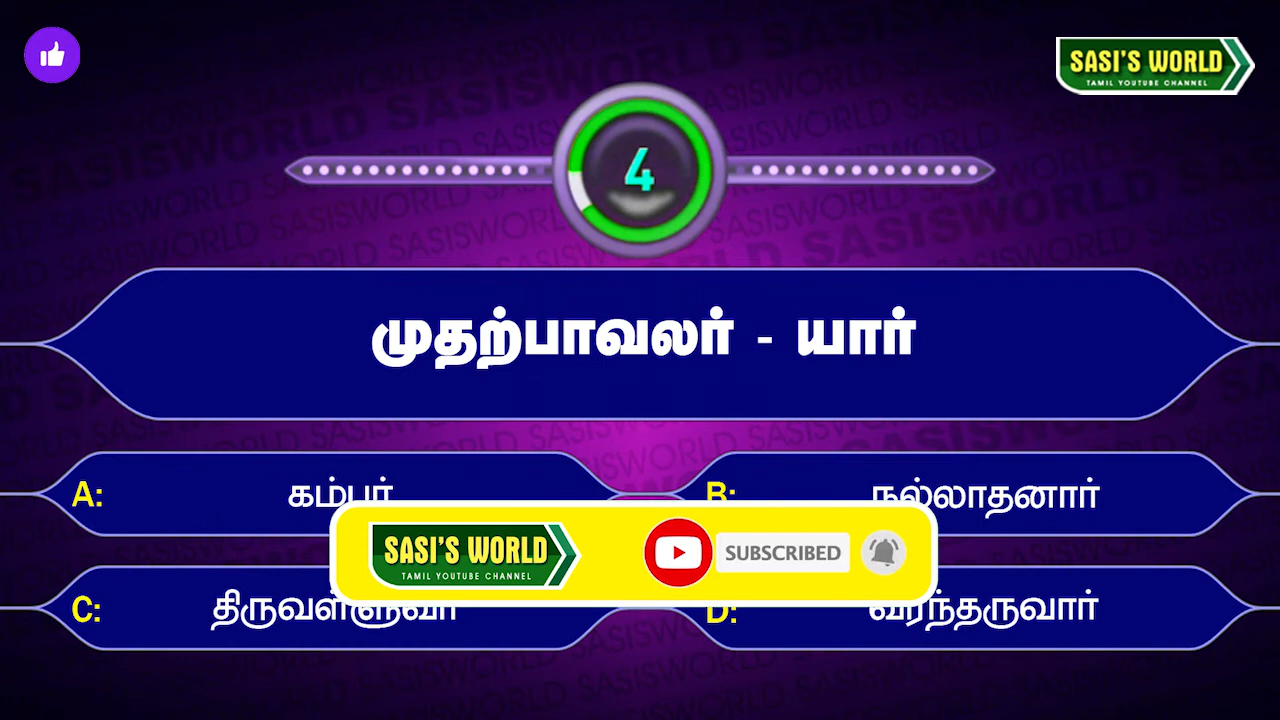 SASI'S WORLD
TAMIL YOUTUBE CHANNEL
4
முதற்பாவலர் - யார்
A: கம்பர்
B: நல்லாதனார்
SASI'S WORLD
TAMIL YOUTUBE CHANNEL
SUBSCRIBED
C: திருவள்ளுவர்
D: வரந்தருவார்